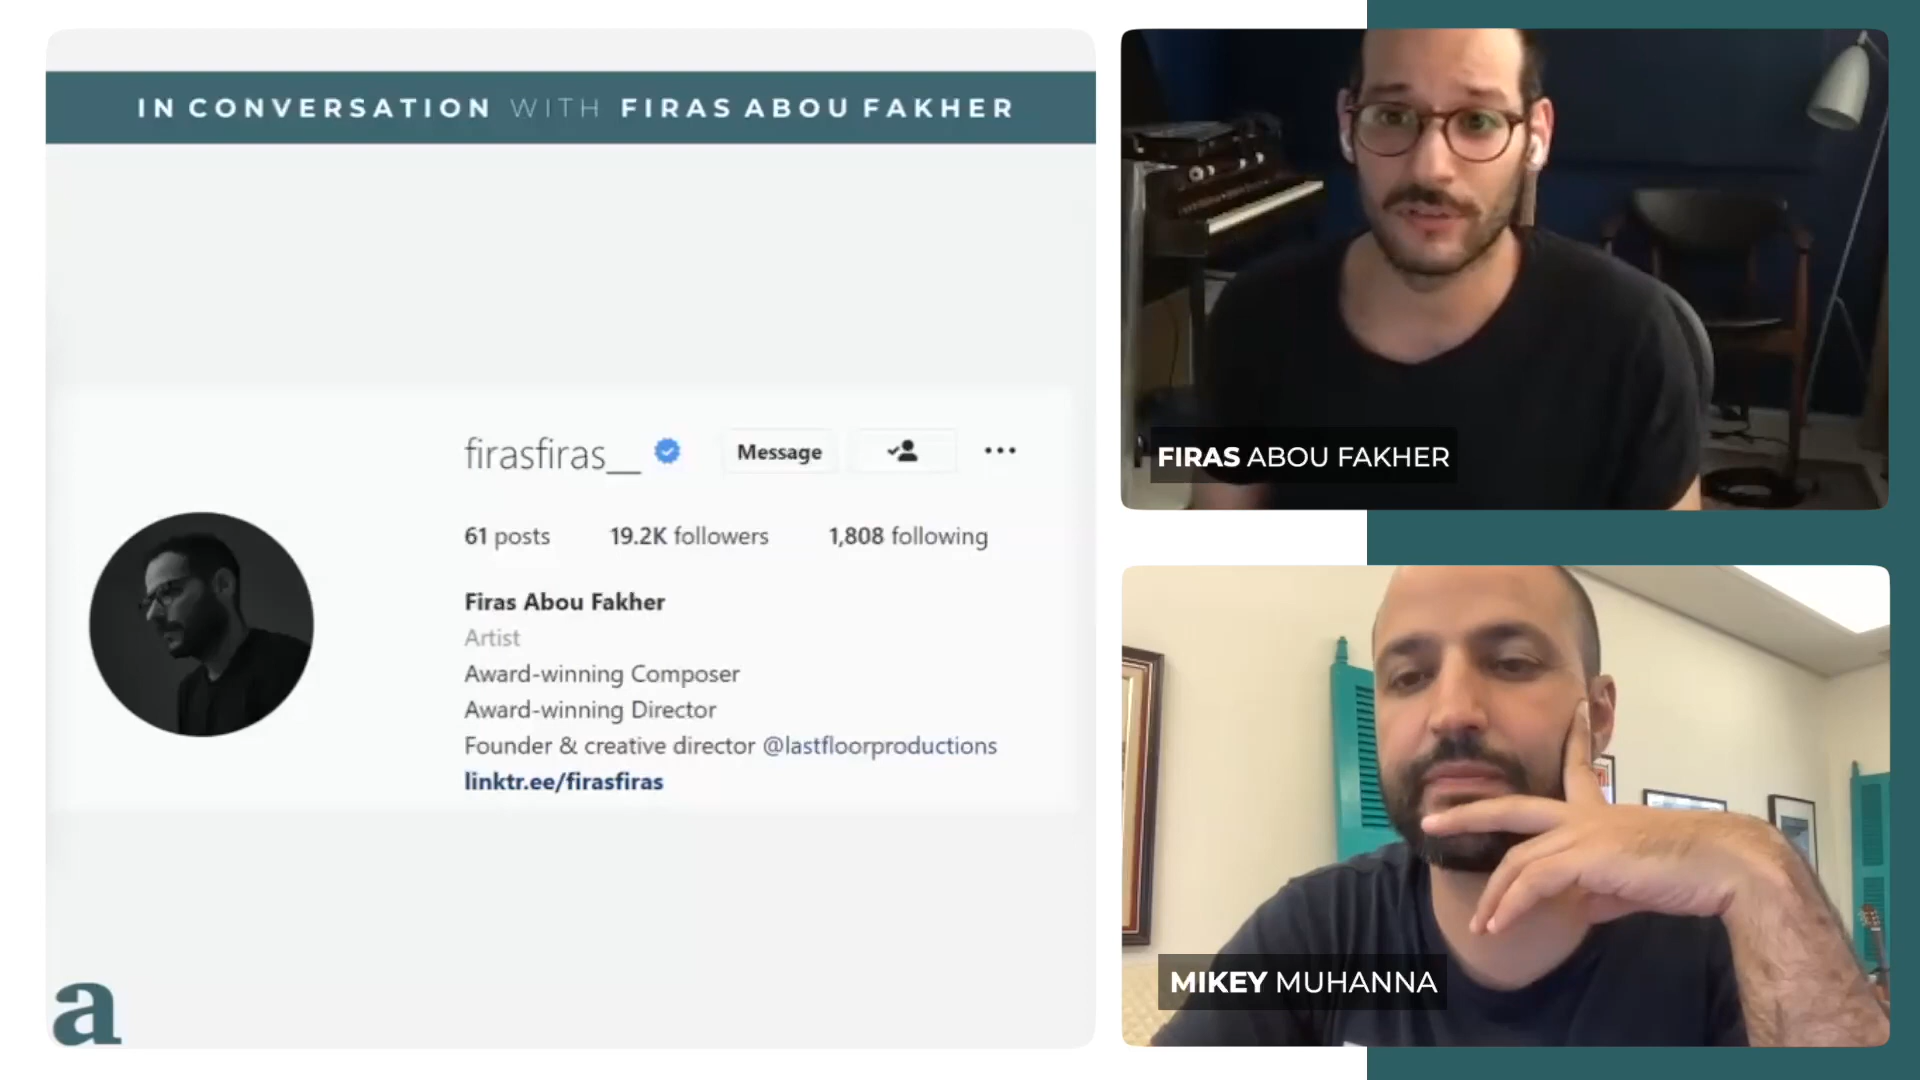 IN CONVERSATION WITH FIRAS ABOU FAKHER
firasfiras__
Message
61 posts 19.2K followers 1,808 following
Firas Abou Fakher
Artist
Award-winning Composer
Award-winning Director
Founder & creative director @lastfloorproductions
linktr.ee/firasfiras
a
FIRAS ABOU FAKHER
MIKEY MUHANNA